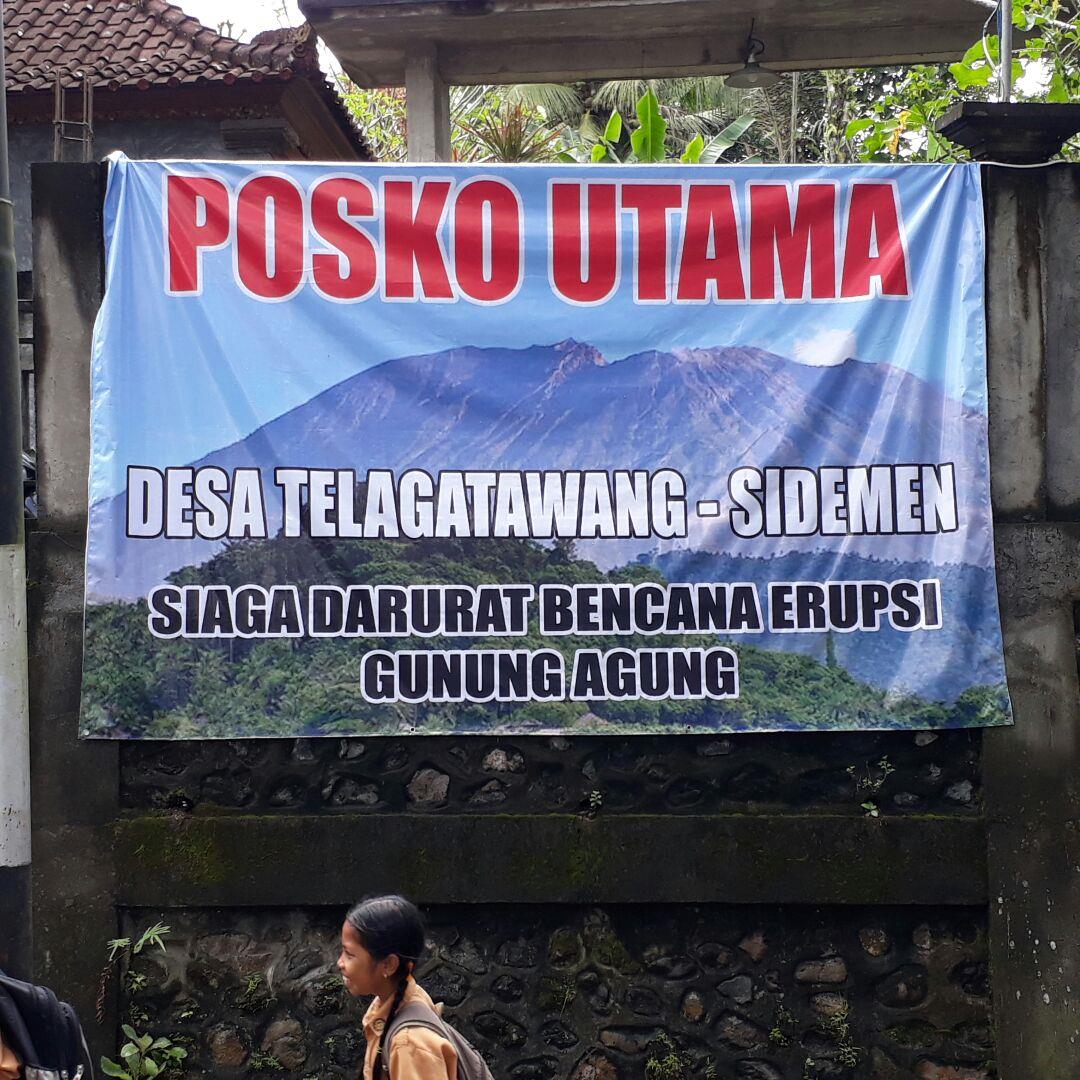 POSKO UTAMA
DESA TELAGATAWANG - SIDEMEN
SIAGA DARURAT BENCANA ERUPSI
GUNUNG AGUNG